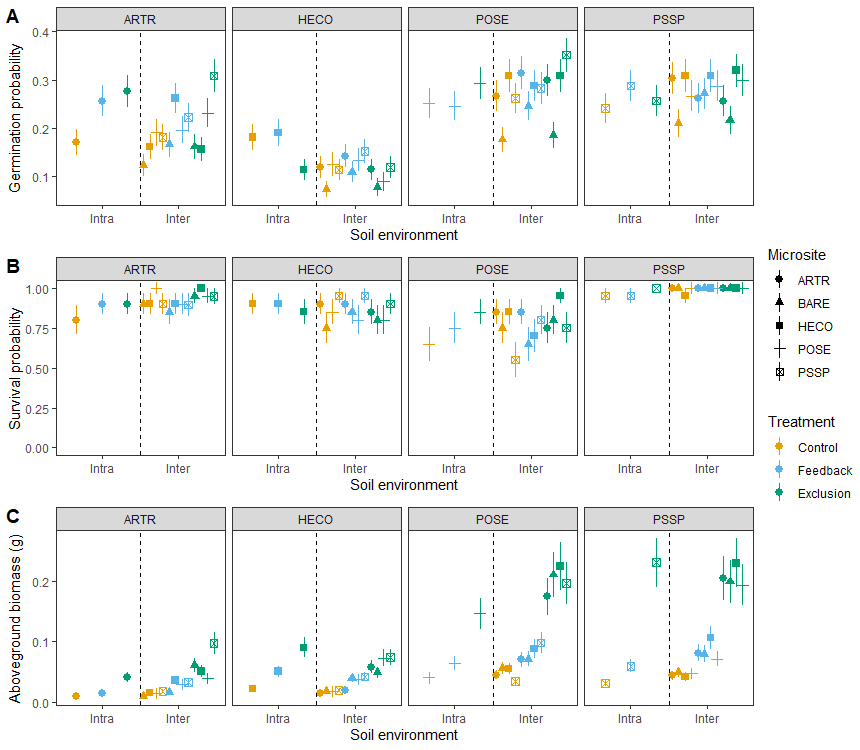 A
ARTR HECO POSE PSSP
Germination probability
0.4
0.3
0.2
0.1
Intra Inter Intra Inter Intra Inter Intra Inter
Soil environment
B
ARTR HECO POSE PSSP
Survival probability
1.00
0.75
0.50
0.25
0.00
Intra Inter Intra Inter Intra Inter Intra Inter
Soil environment
C
ARTR HECO POSE PSSP
Aboveground biomass (g)
0.2
0.1
0.0
Intra Inter Intra Inter Intra Inter Intra Inter
Soil environment
Microsite
ARTR
BARE
HECO
POSE
PSSP
Treatment
Control
Feedback
Exclusion